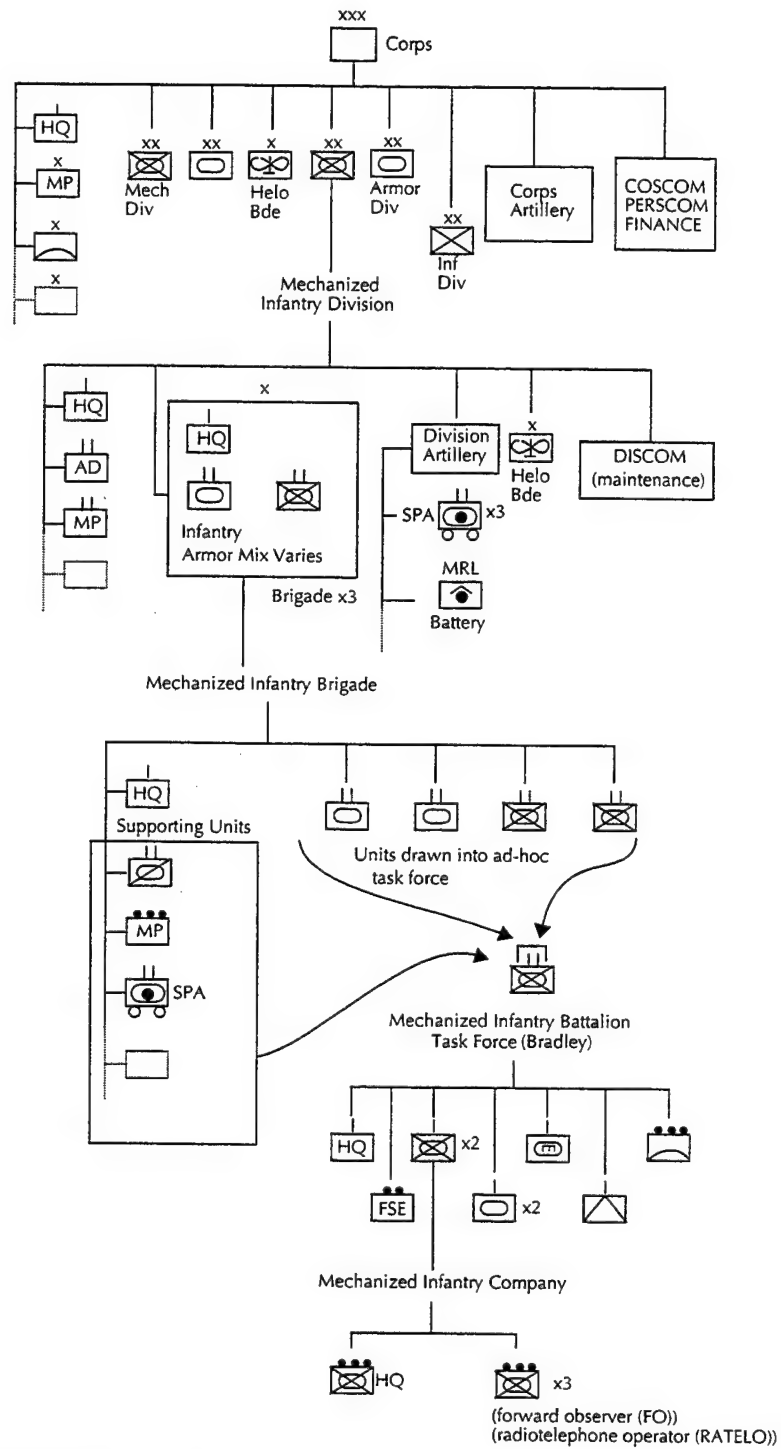 xxx
Corps
HQ
x
MP
x
x
xx
Mech
Div
xx
x
Helo
Bde
xx
xx
Armor
Div
xx
Inf
Div
Corps
Artillery
COSCOM
PERSCOM
FINANCE
Mechanized
Infantry Division
HQ
AD
MP
x
HQ
Infantry
Armor Mix Varies
Brigade x3
Division
Artillery
SPA
x3
MRL
Battery
x
Helo
Bde
DISCOM
(maintenance)
Mechanized Infantry Brigade
HQ
Supporting Units
MP
SPA
Units drawn into ad-hoc
task force
Mechanized Infantry Battalion
Task Force (Bradley)
HQ
x2
E
FSE
x2
Mechanized Infantry Company
HQ
x3
(forward observer (FO))
(radiotelephone operator (RATELO))